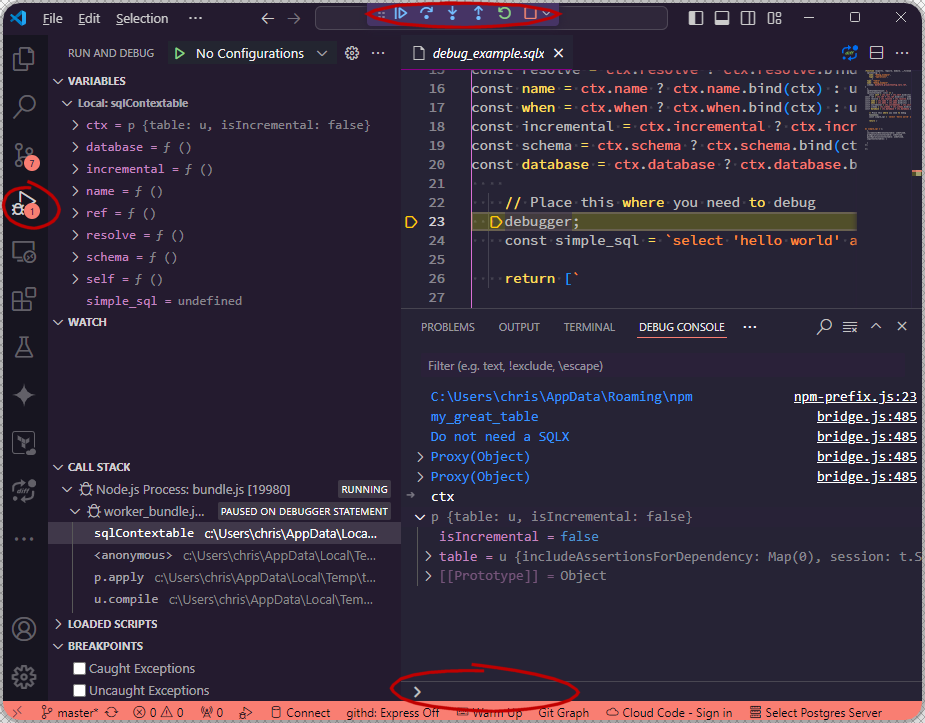 File Edit Selection ···
RUN AND DEBUG No Configurations ···
VARIABLES
Local: sqlContextable
ctx = p {table: u, isIncremental: false}
database = ƒ ()
incremental = ƒ ()
name = ƒ ()
ref = ƒ ()
resolve = ƒ ()
schema = ƒ ()
self = ƒ ()
simple_sql = undefined
WATCH
CALL STACK
Node.js Process: bundle.js [19980] RUNNING
worker_bundle.j... PAUSED ON DEBUGGER STATEMENT
sqlContextable c:\Users\chris\AppData\Local\Loca...
<anonymous> c:\Users\chris\AppData\Local\Te...
p.apply c:\Users\chris\AppData\Local\Temp\t...
u.compile c:\Users\chris\AppData\Local\Tem...
LOADED SCRIPTS
BREAKPOINTS
Caught Exceptions
Uncaught Exceptions
7
1
debug_example.sqlx
15 const resolve = ctx.resolve ? ctx.resolve.bind
16 const name = ctx.name ? ctx.name.bind(ctx) : u
17 const when = ctx.when ? ctx.when.bind(ctx) : u
18 const incremental = ctx.incremental ? ctx.incr
19 const schema = ctx.schema ? ctx.schema.bind(ct
20 const database = ctx.database ? ctx.database.b
21
22 // Place this where you need to debug
23 debugger;
24 const simple_sql = `select 'hello world' a
25
26 return [`
27
PROBLEMS OUTPUT TERMINAL DEBUG CONSOLE ···
Filter (e.g. text, !exclude, \escape)
C:\Users\chris\AppData\Roaming\npm npm-prefix.js:23
my_great_table bridge.js:485
Do not need a SQLX bridge.js:485
Proxy(Object) bridge.js:485
Proxy(Object) bridge.js:485
ctx
p {table: u, isIncremental: false}
isIncremental = false
table = u {includeAssertionsForDependency: Map(0), session: t.S
[[Prototype]] = Object
master* 0 0 0 Connect githd: Express Off Warm Up Git Graph Cloud Code - Sign in Select Postgres Server